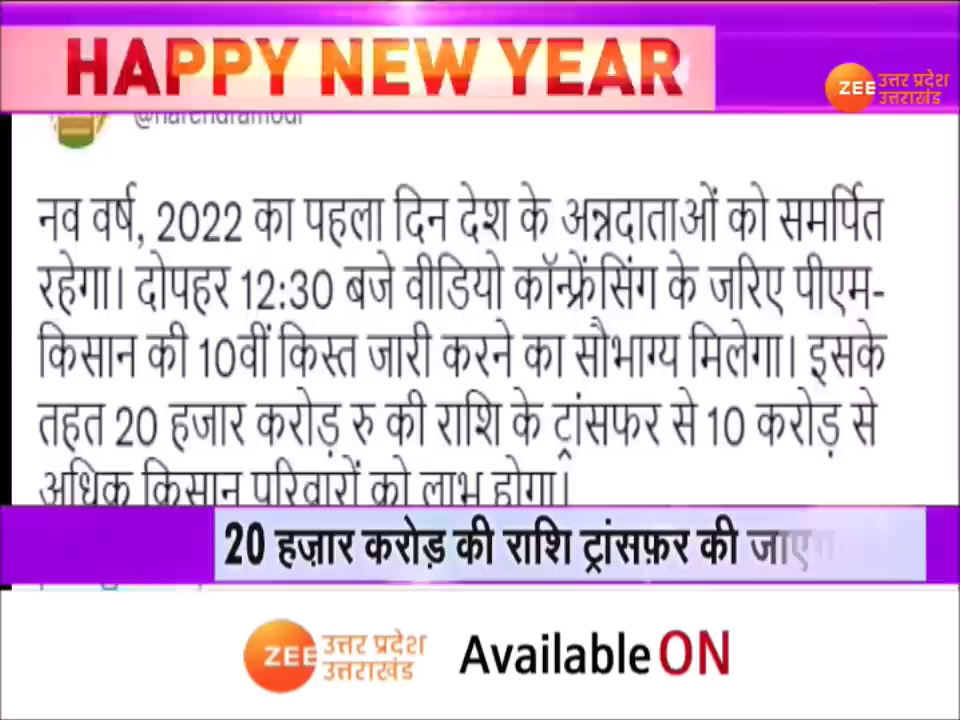 HAPPY NEW YEAR
ZEE उत्तर प्रदेश
उत्तराखंड
@narendramodi
नव वर्ष, 2022 का पहला दिन देश के अन्नदाताओं को समर्पित
रहेगा। दोपहर 12:30 बजे वीडियो कॉन्फ्रेंसिंग के जरिए पीएम-
किसान की 10वीं किस्त जारी करने का सौभाग्य मिलेगा। इसके
तहत 20 हजार करोड़ रु की राशि के ट्रांसफर से 10 करोड़ से
अधिक किसान परिवारों को लाभ होगा।
20 हज़ार करोड़ की राशि ट्रांसफ़र की जाए
ZEE उत्तर प्रदेश
उत्तराखंड
Available ON